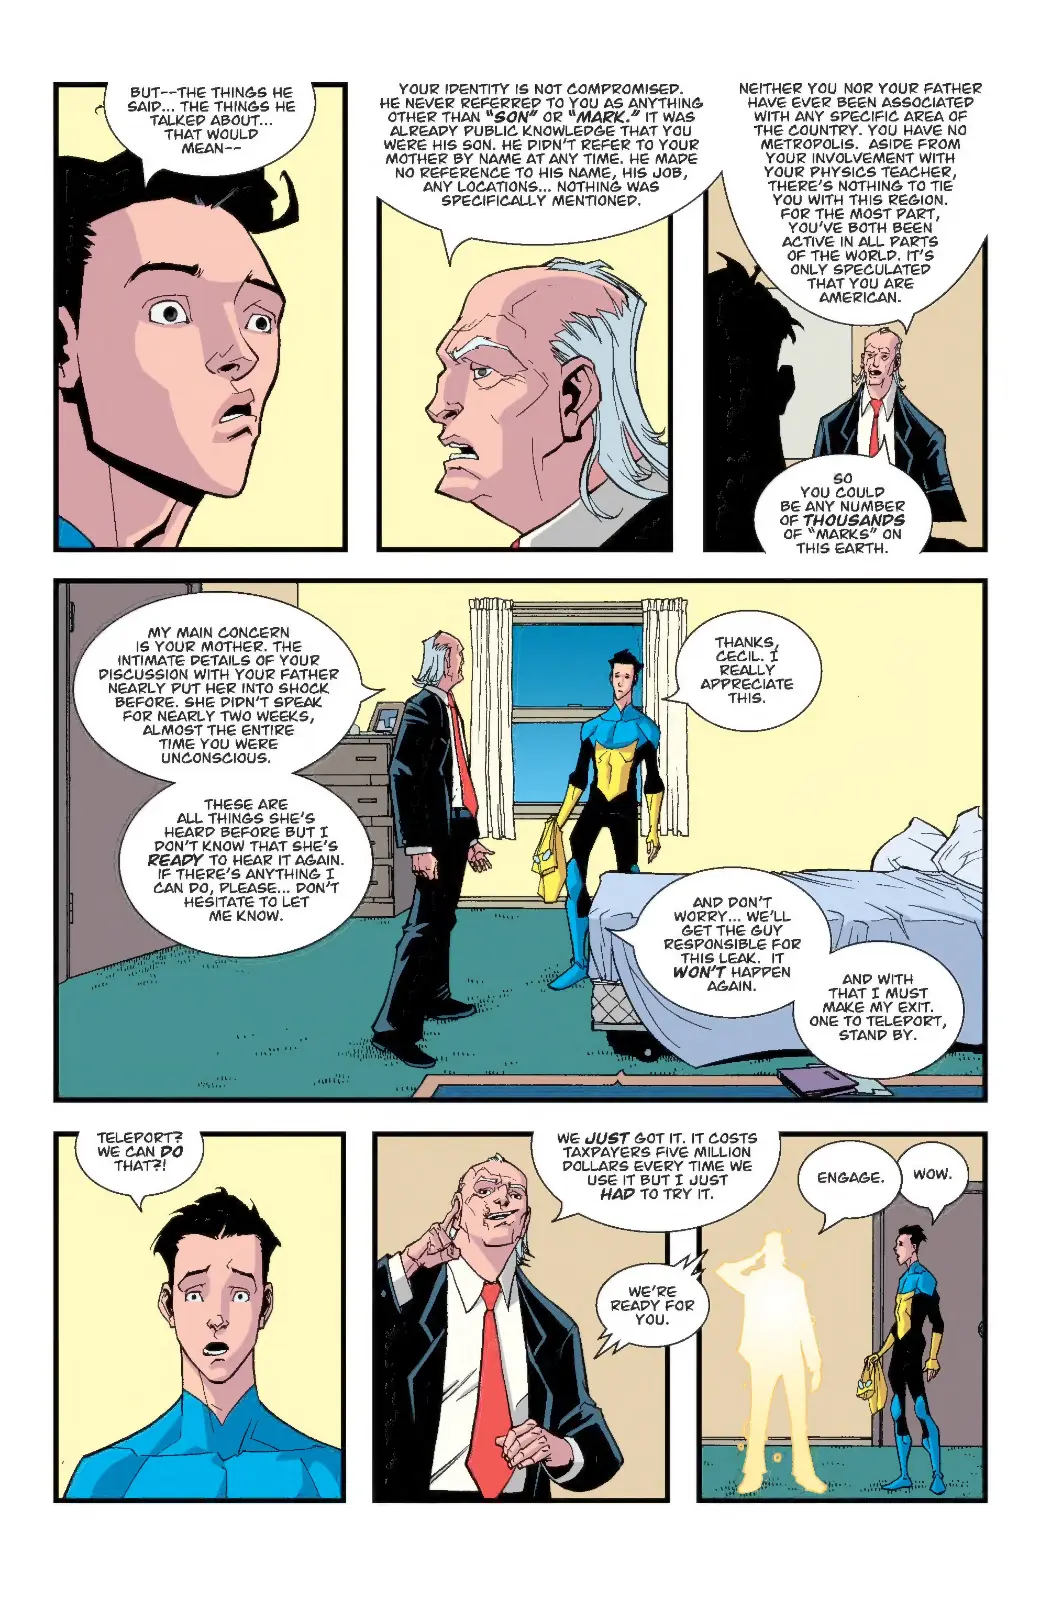 BUT--THE THINGS HE
SAID... THE THINGS HE
TALKED ABOUT...
THAT WOULD
MEAN--
YOUR IDENTITY IS NOT COMPROMISED.
HE NEVER REFERRED TO YOU AS ANYTHING
OTHER THAN "SON" OR "MARK." IT WAS
ALREADY PUBLIC KNOWLEDGE THAT YOU
WERE HIS SON. HE DIDN'T REFER TO YOUR
MOTHER BY NAME AT ANY TIME. HE MADE
NO REFERENCE TO HIS NAME, HIS JOB,
ANY LOCATIONS... NOTHING WAS
SPECIFICALLY MENTIONED.
NEITHER YOU NOR YOUR FATHER
HAVE EVER BEEN ASSOCIATED
WITH ANY SPECIFIC AREA OF
THE COUNTRY. YOU HAVE NO
METROPOLIS. ASIDE FROM
YOUR INVOLVEMENT WITH
YOUR PHYSICS TEACHER,
THERE'S NOTHING TO TIE
YOU WITH THIS REGION.
FOR THE MOST PART,
YOU'VE BOTH BEEN
ACTIVE IN ALL PARTS
OF THE WORLD. IT'S
ONLY SPECULATED
THAT YOU ARE
AMERICAN.
SO
YOU COULD
BE ANY NUMBER
OF THOUSANDS
OF "MARKS" ON
THIS EARTH.
MY MAIN CONCERN
IS YOUR MOTHER. THE
INTIMATE DETAILS OF YOUR
DISCUSSION WITH YOUR FATHER
NEARLY PUT HER INTO SHOCK
BEFORE. SHE DIDN'T SPEAK
FOR NEARLY TWO WEEKS,
ALMOST THE ENTIRE
TIME YOU WERE
UNCONSCIOUS.
THESE ARE
ALL THINGS SHE'S
HEARD BEFORE BUT I
DON'T KNOW THAT SHE'S
READY TO HEAR IT AGAIN.
IF THERE'S ANYTHING I
CAN DO, PLEASE... DON'T
HESITATE TO LET
ME KNOW.
THANKS,
CECIL. I
REALLY
APPRECIATE
THIS.
AND DON'T
WORRY... WE'LL
GET THE GUY
RESPONSIBLE FOR
THIS LEAK. IT
WON'T HAPPEN
AGAIN.
AND WITH
THAT I MUST
MAKE MY EXIT.
ONE TO TELEPORT,
STAND BY.
TELEPORT?
WE CAN DO
THAT?!
WE JUST GOT IT. IT COSTS
TAXPAYERS FIVE MILLION
DOLLARS EVERY TIME WE
USE IT BUT I JUST
HAD TO TRY IT.
WE'RE
READY FOR
YOU.
ENGAGE.
WOW.